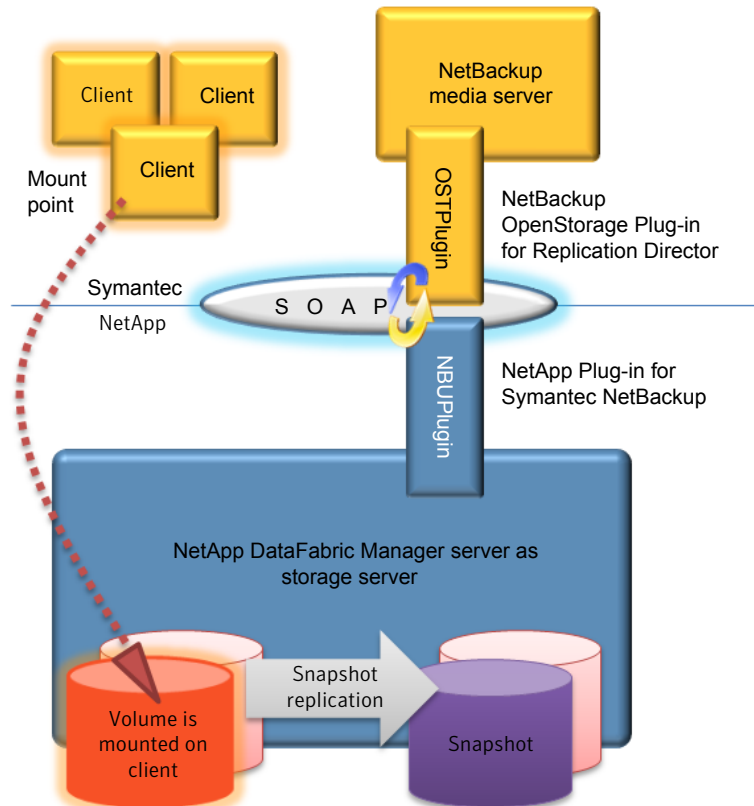 NetBackup
media server
Client
Client
Client
Mount
point
OSTPlugin
NetBackup
OpenStorage Plug-in
for Replication Director
Symantec
NetApp
S O A P
NBUPlugin
NetApp Plug-in for
Symantec NetBackup
NetApp DataFabric Manager server as
storage server
Snapshot
replication
Volume is
mounted on
client
Snapshot